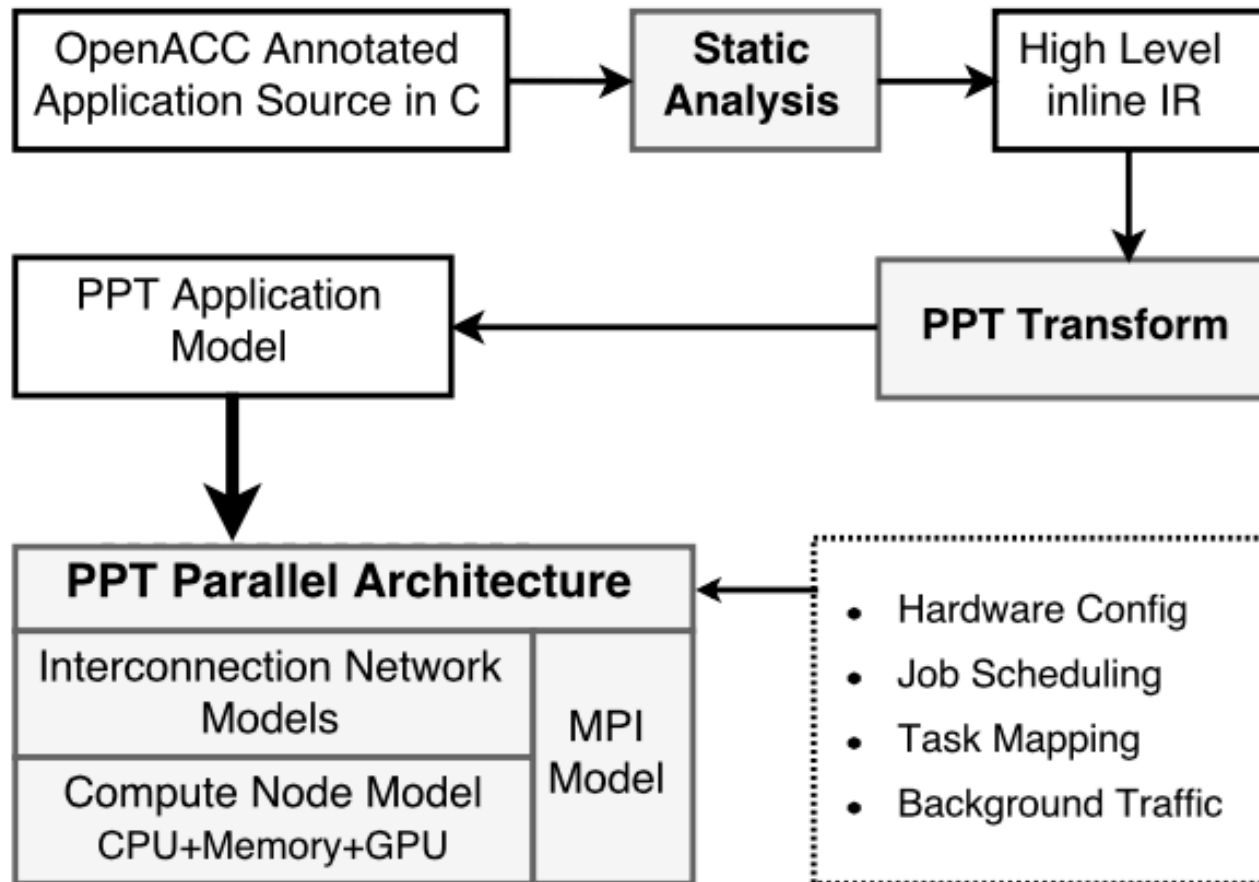 OpenACC Annotated
Application Source in C
Static
Analysis
High Level
inline IR
PPT Application
Model
PPT Transform
PPT Parallel Architecture
Interconnection Network
Models
MPI
Model
Compute Node Model
CPU+Memory+GPU
• Hardware Config
• Job Scheduling
• Task Mapping
• Background Traffic